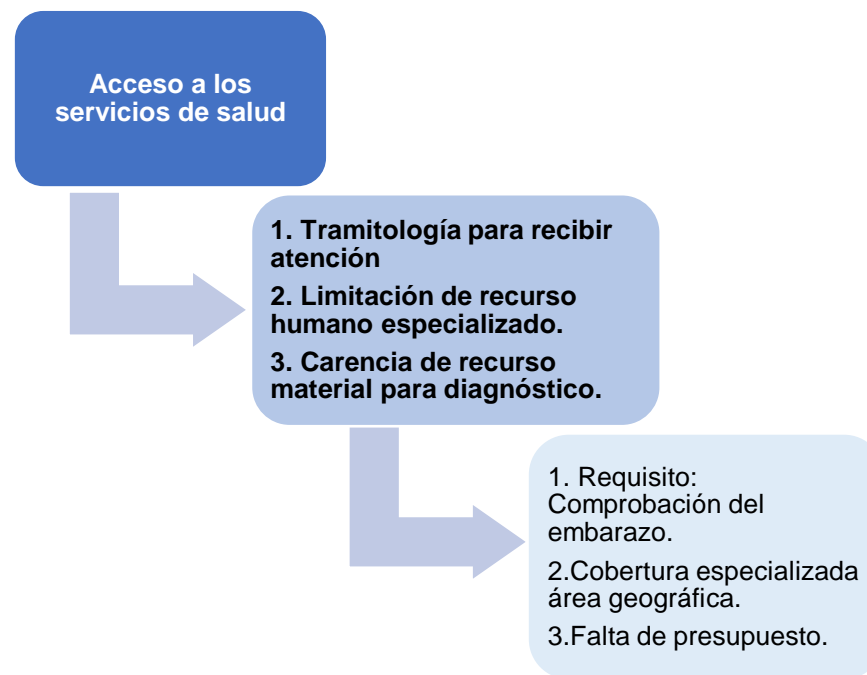 Acceso a los
servicios de salud
1. Tramitología para recibir
atención
2. Limitación de recurso
humano especializado.
3. Carencia de recurso
material para diagnóstico.
1. Requisito:
Comprobación del
embarazo.
2.Cobertura especializada
área geográfica.
3.Falta de presupuesto.